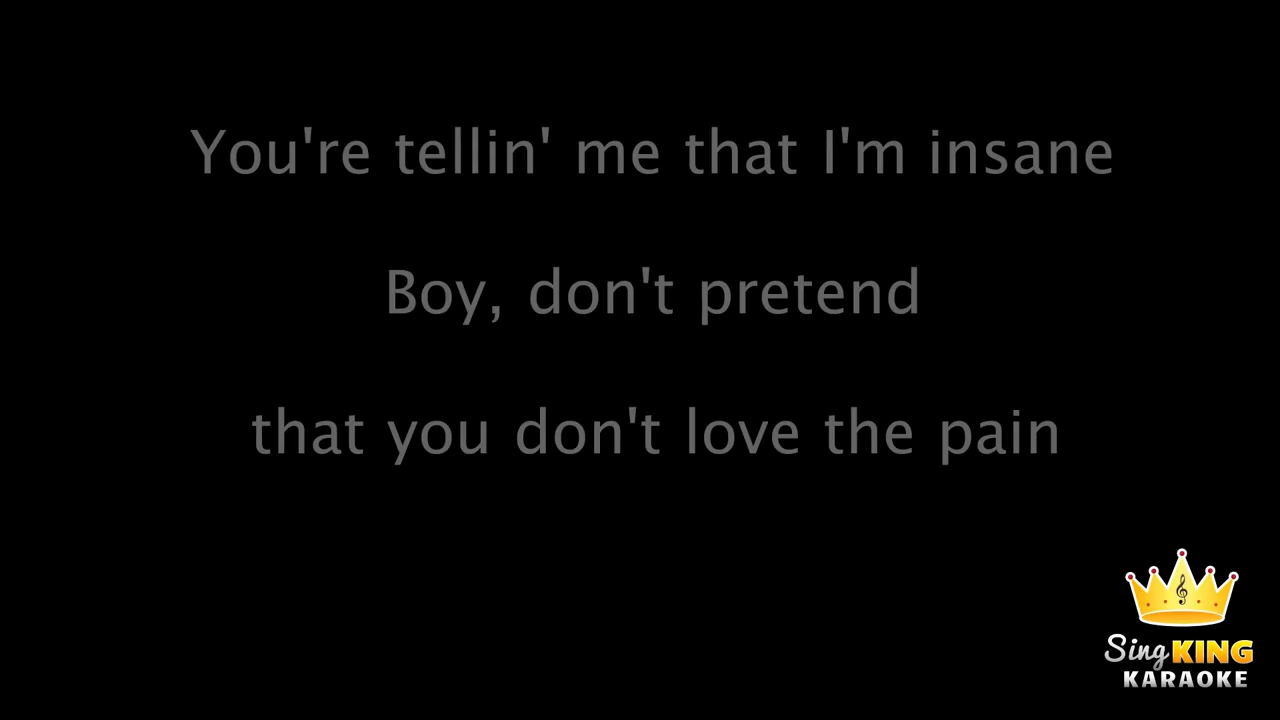 You're tellin' me that I'm insane
Boy, don't pretend
that you don't love the pain
Sing KING
KARAOKE